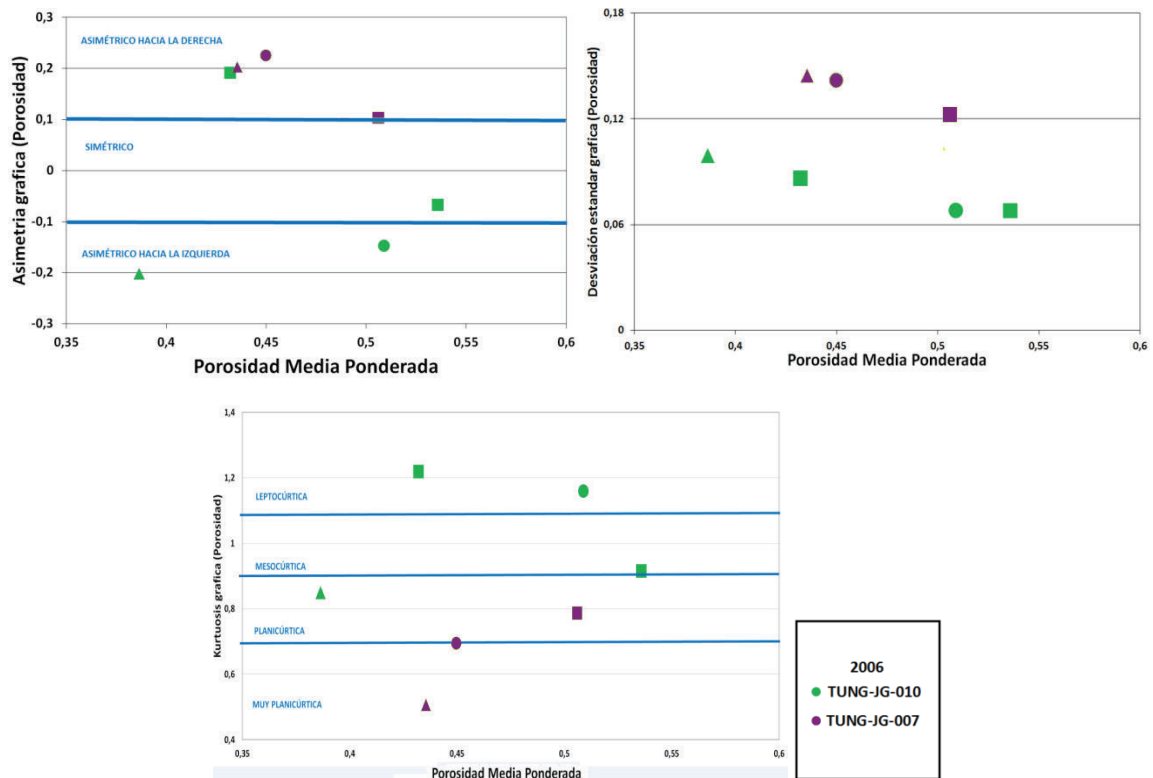 0,3
0,2
0,1
0
-0,1
-0,2
-0,3
Asimetria grafica (Porosidad)
ASIMÉTRICO HACIA LA DERECHA
SIMÉTRICO
ASIMÉTRICO HACIA LA IZQUIERDA
0,35 0,4 0,45 0,5 0,55 0,6
Porosidad Media Ponderada
0,18
0,12
0,06
0
Desviación estandar grafica (Porosidad)
0,35 0,4 0,45 0,5 0,55 0,6
Porosidad Media Ponderada
1,4
1,2
1
0,8
0,6
0,4
Kurtuosis grafica (Porosidad)
LEPTOCÚRTICA
MESOCÚRTICA
PLANICÚRTICA
MUY PLANICÚRTICA
0,35 0,4 0,45 0,5 0,55 0,6
Porosidad Media Ponderada
2006
TUNG-JG-010
TUNG-JG-007